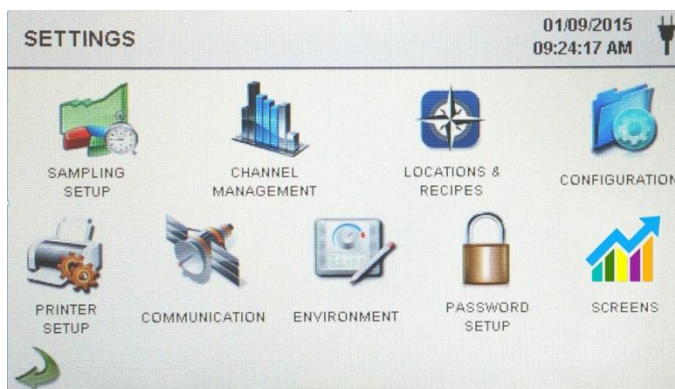 SETTINGS
01/09/2015
09:24:17 AM
SAMPLING
SETUP
CHANNEL
MANAGEMENT
LOCATIONS &
RECIPES
CONFIGURATION
PRINTER
SETUP
COMMUNICATION
ENVIRONMENT
PASSWORD
SETUP
SCREENS